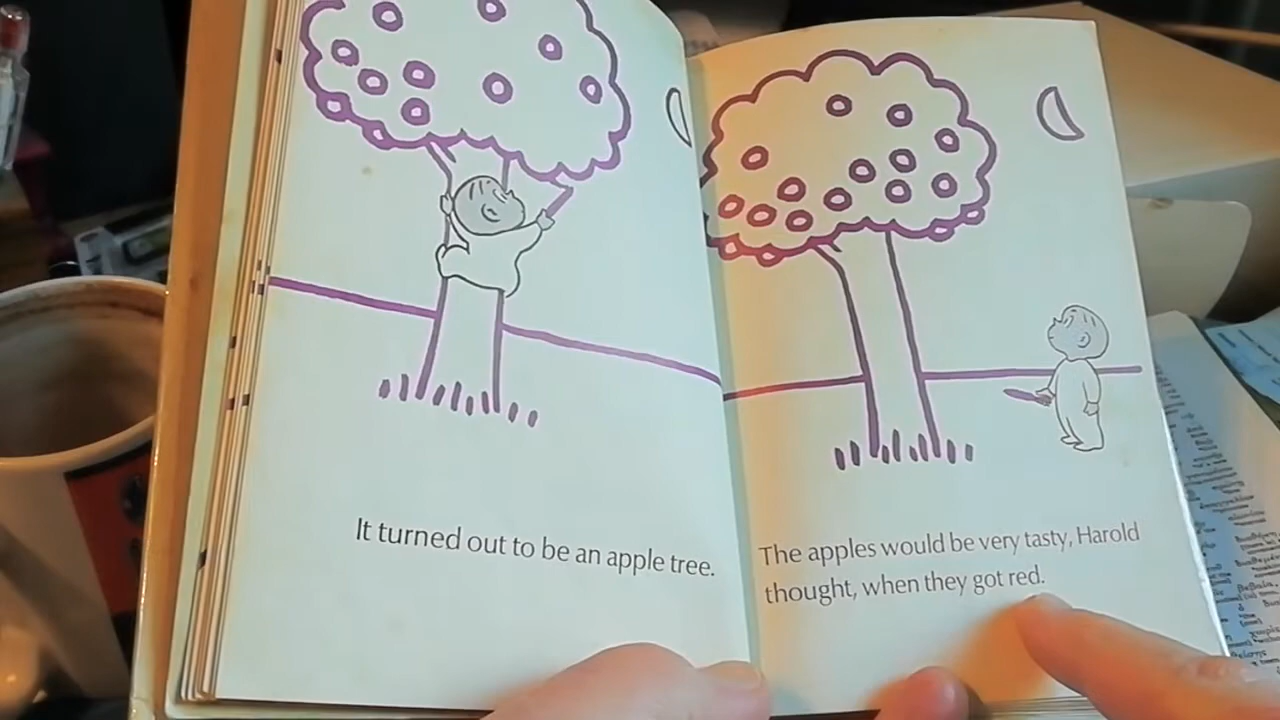 It turned out to be an apple tree.
The apples would be very tasty, Harold
thought, when they got red.